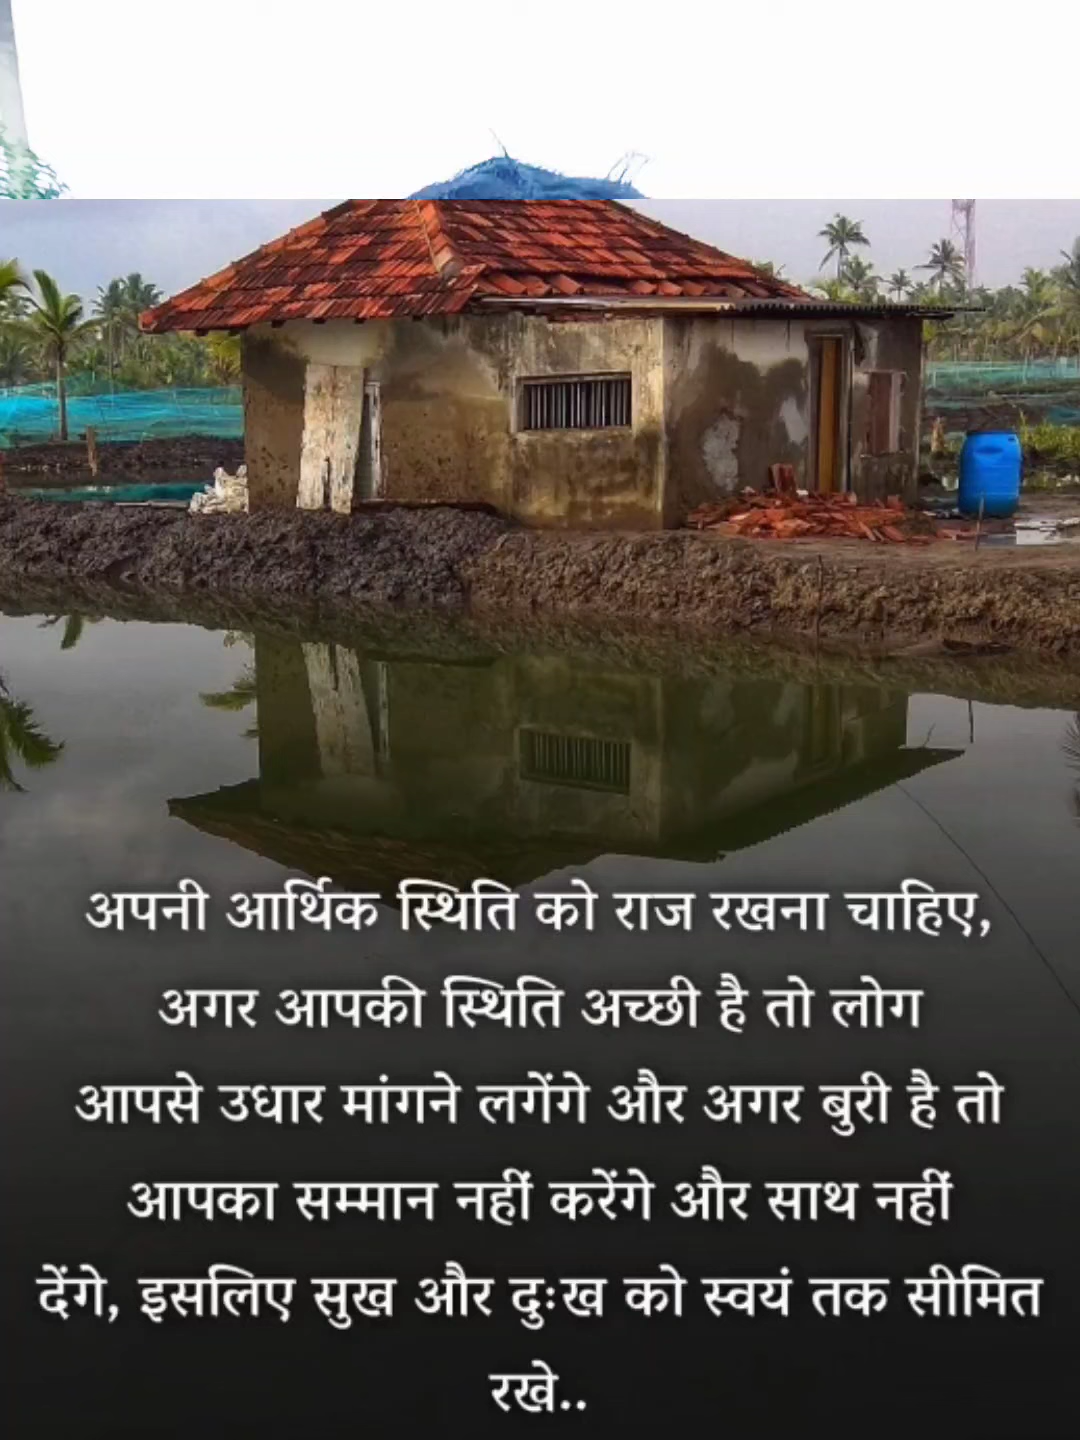 अपनी आर्थिक स्थिति को राज रखना चाहिए,
अगर आपकी स्थिति अच्छी है तो लोग
आपसे उधार मांगने लगेंगे और अगर बुरी है तो
आपका सम्मान नहीं करेंगे और साथ नहीं
देंगे, इसलिए सुख और दुःख को स्वयं तक सीमित
रखे..